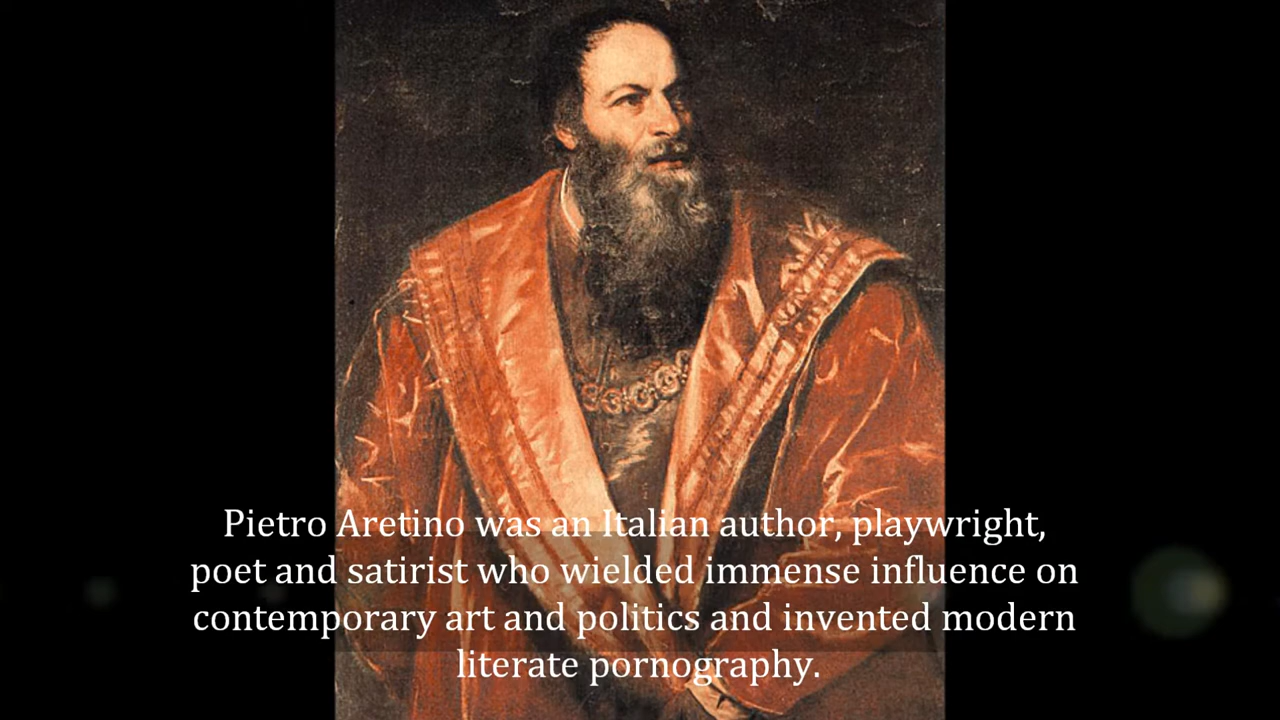 Pietro Aretino was an Italian author, playwright,
poet and satirist who wielded immense influence on
contemporary art and politics and invented modern
literate pornography.